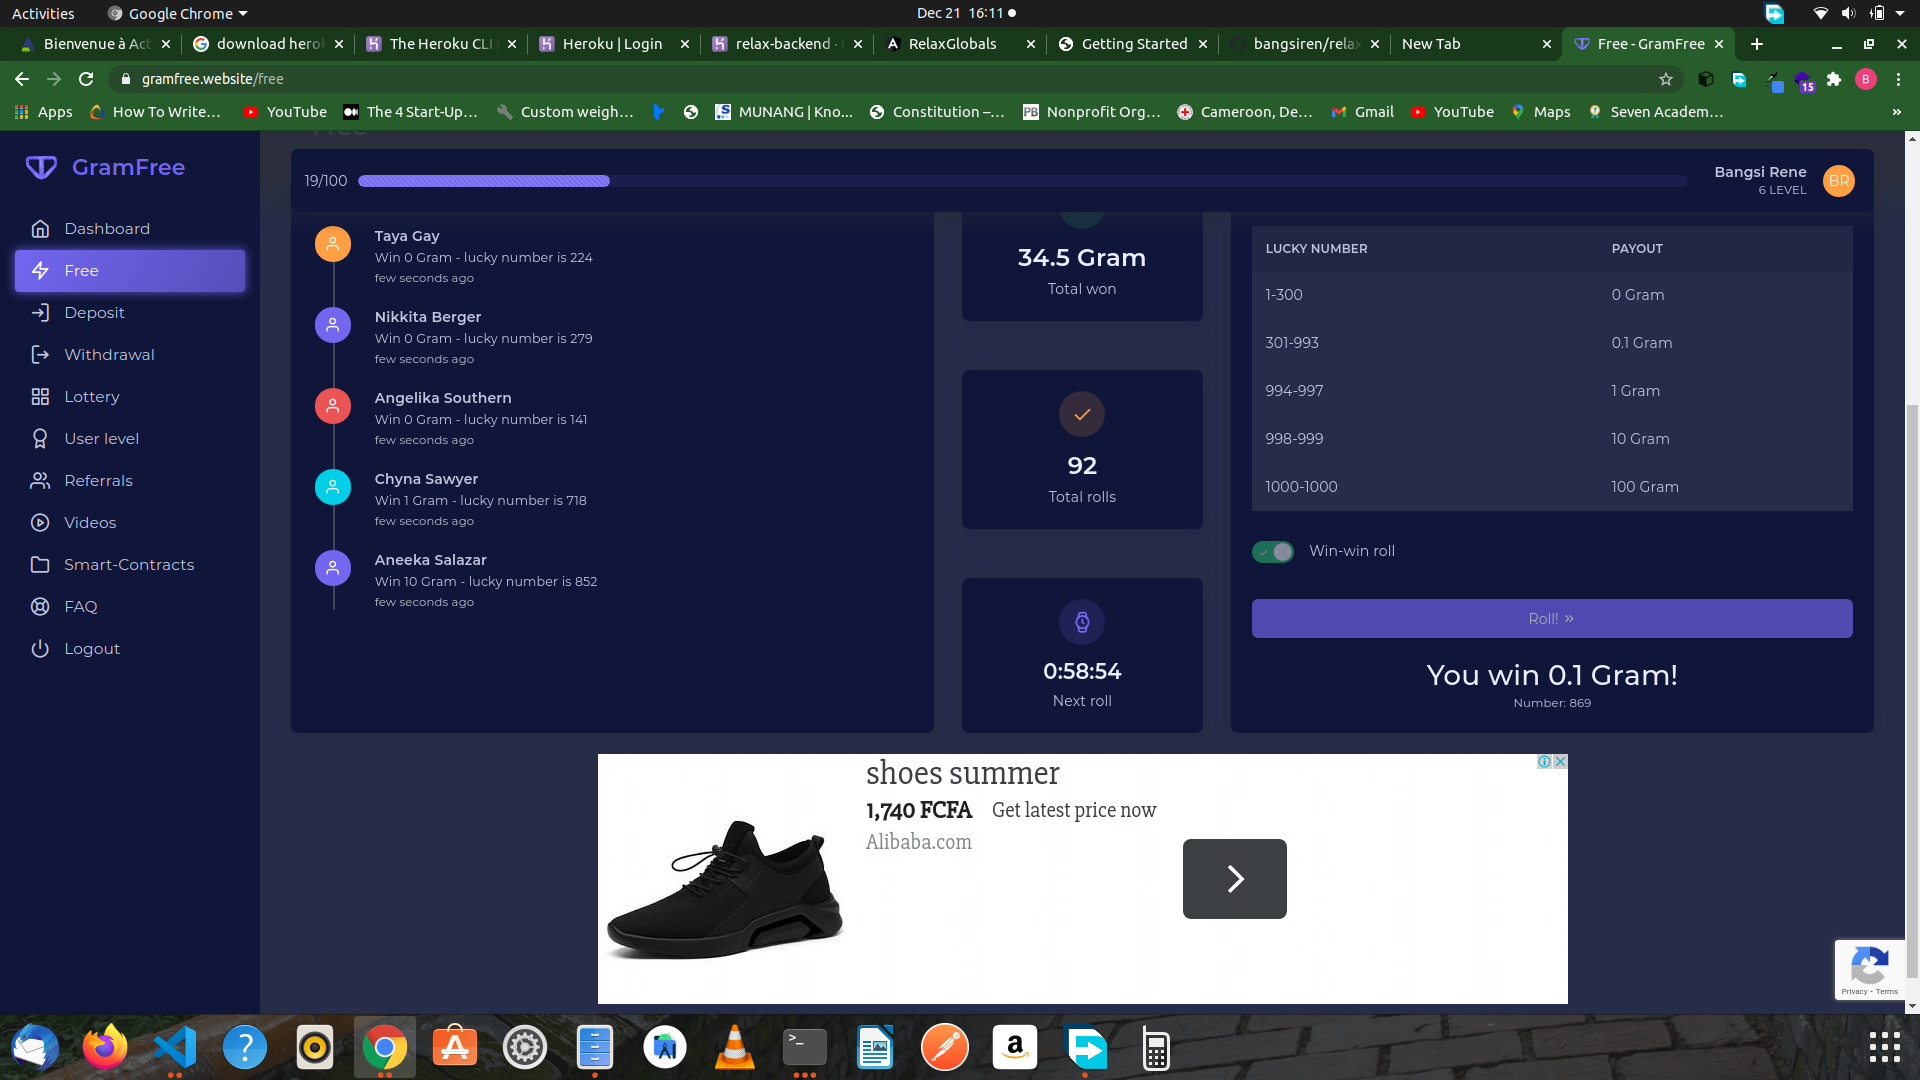 Activities
Google Chrome
Dec 21 16:11
Bienvenue à Act
download hero
The Heroku CLI
Heroku | Login
relax-backend ·
RelaxGlobals
Getting Started
bangsiren/relax
New Tab
Free - GramFree
gramfree.website/free
15
B
Apps
How To Write...
YouTube
The 4 Start-Up...
Custom weigh...
MUNANG | Kno...
Constitution –...
PB
Nonprofit Org...
Cameroon, De...
Gmail
YouTube
Maps
Seven Academ...
»
GramFree
Dashboard
Free
Deposit
Withdrawal
Lottery
User level
Referrals
Videos
Smart-Contracts
FAQ
Logout
19/100
Bangsi Rene
6 LEVEL
BR
Taya Gay
Win 0 Gram - lucky number is 224
few seconds ago
Nikkita Berger
Win 0 Gram - lucky number is 279
few seconds ago
Angelika Southern
Win 0 Gram - lucky number is 141
few seconds ago
Chyna Sawyer
Win 1 Gram - lucky number is 718
few seconds ago
Aneeka Salazar
Win 10 Gram - lucky number is 852
few seconds ago
34.5 Gram
Total won
92
Total rolls
0:58:54
Next roll
LUCKY NUMBER PAYOUT
1-300 0 Gram
301-993 0.1 Gram
994-997 1 Gram
998-999 10 Gram
1000-1000 100 Gram
Win-win roll
Roll! »
You win 0.1 Gram!
Number: 869
shoes summer
1,740 FCFA Get latest price now
Alibaba.com
Privacy - Terms